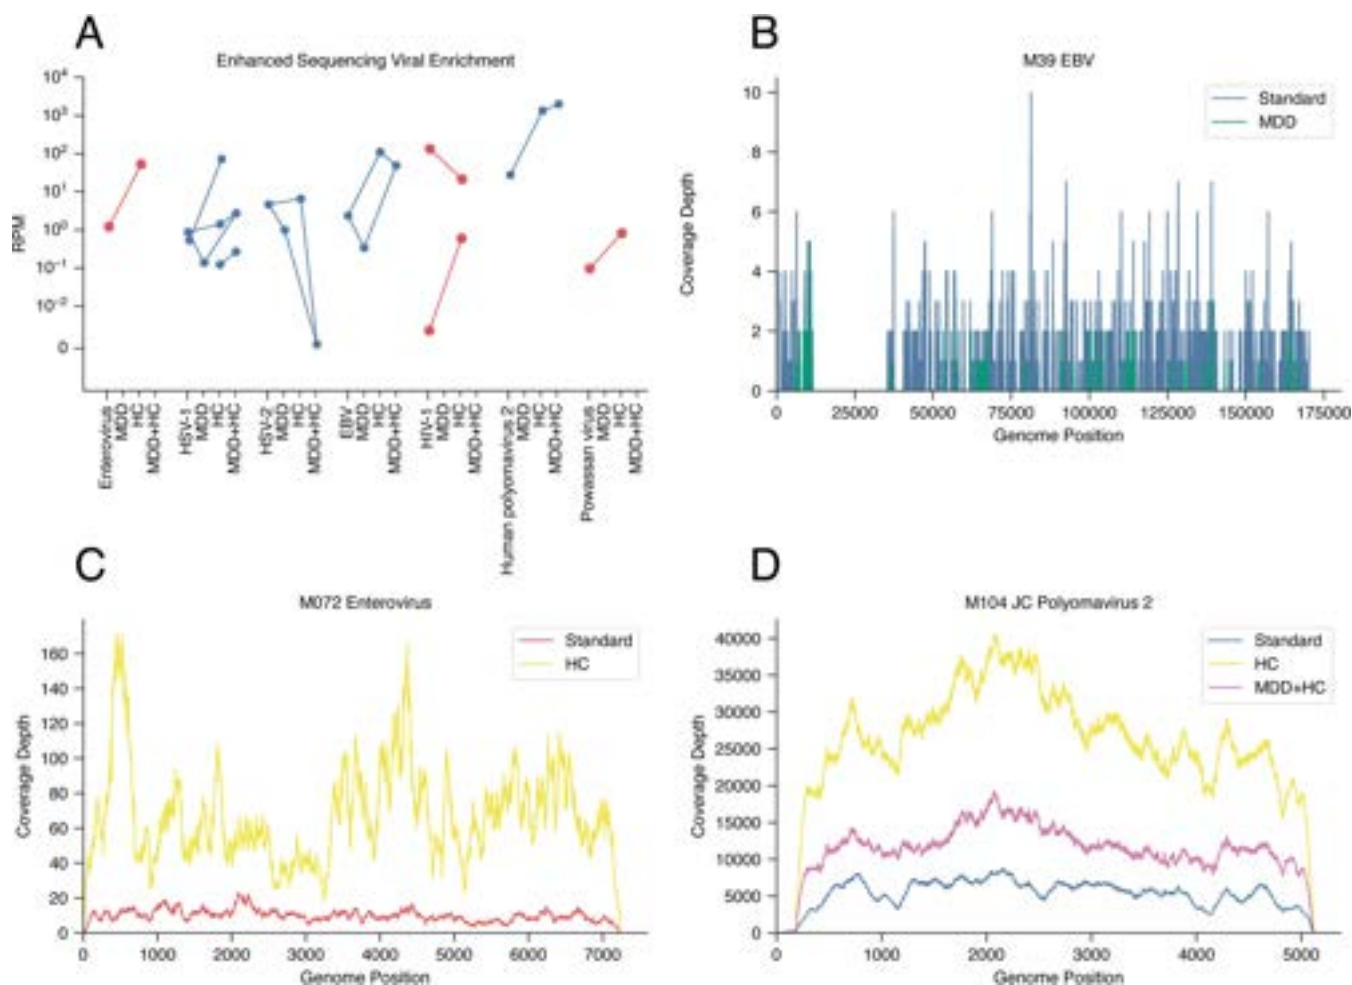 A
Enhanced Sequencing Viral Enrichment
10⁴
10³
10²
10¹
10⁰
10⁻¹
10⁻²
0
RPM
Enterovirus
MDD
HC
MDD+HC
HSV-1
MDD
HC
MDD+HC
HSV-2
MDD
HC
MDD+HC
EBV
MDD
HC
MDD+HC
HIV-1
MDD
HC
MDD+HC
Human polyomavirus 2
MDD
HC
MDD+HC
Powassan virus
MDD
HC
MDD+HC
B
M39 EBV
Standard
MDD
10
8
6
4
2
0
Coverage Depth
0 25000 50000 75000 100000 125000 150000 175000
Genome Position
C
M072 Enterovirus
Standard
HC
160
140
120
100
80
60
40
20
0
Coverage Depth
0 1000 2000 3000 4000 5000 6000 7000
Genome Position
D
M104 JC Polyomavirus 2
Standard
HC
MDD+HC
40000
35000
30000
25000
20000
15000
10000
5000
0
Coverage Depth
0 1000 2000 3000 4000 5000
Genome Position